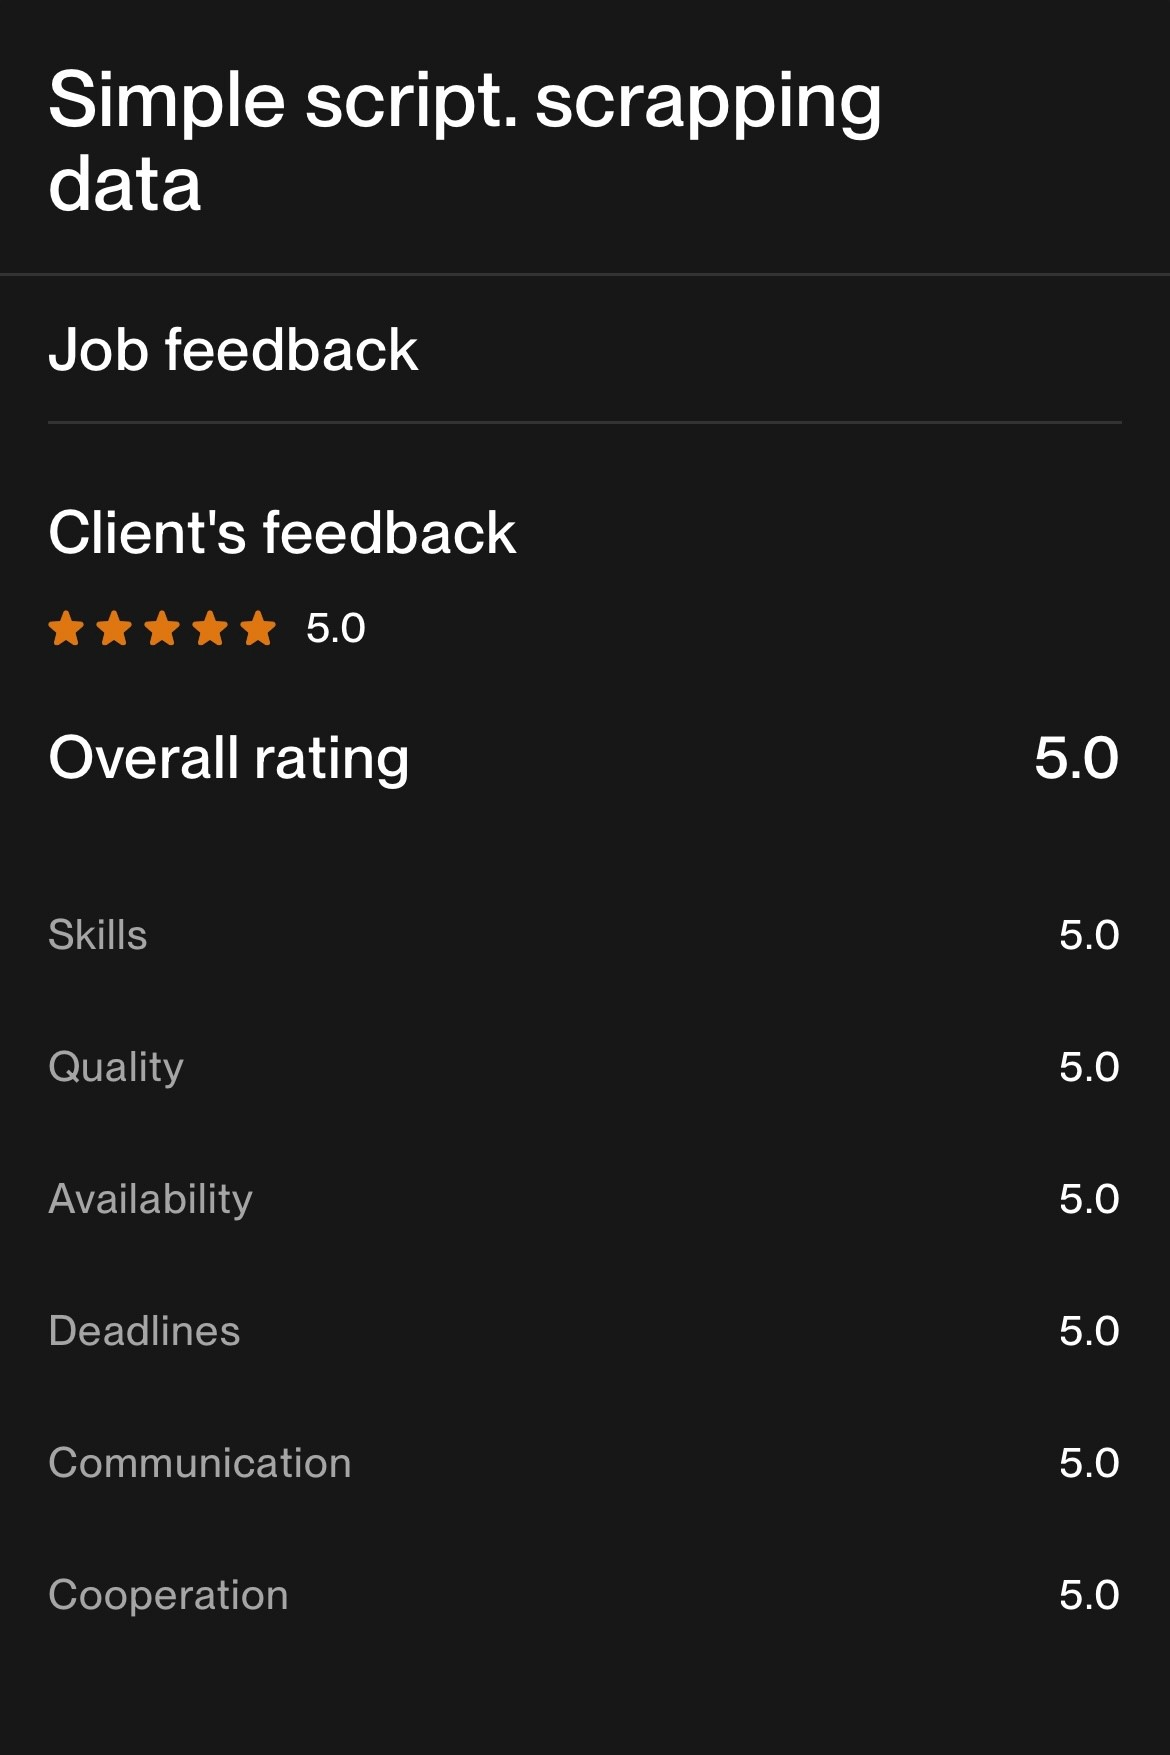 Simple script. scrapping
data
Job feedback
Client's feedback
5.0
Overall rating 5.0
Skills 5.0
Quality 5.0
Availability 5.0
Deadlines 5.0
Communication 5.0
Cooperation 5.0